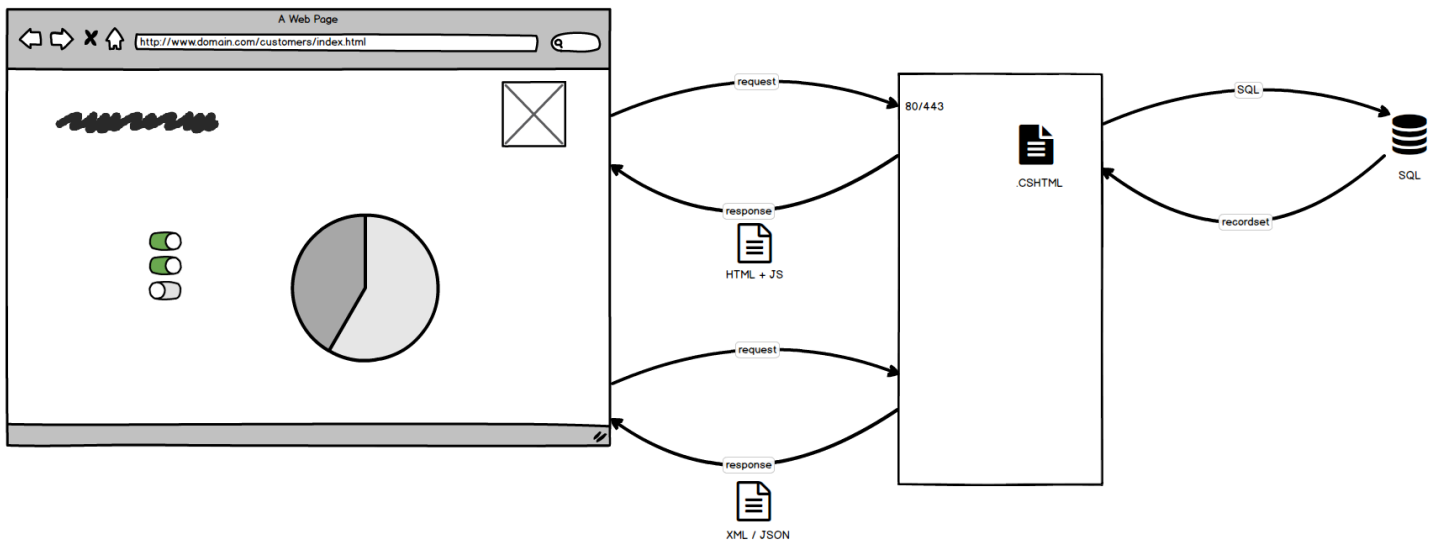 A Web Page
http://www.domain.com/customers/index.html
request
80/443
SQL
.CSHTML
SQL
response
recordset
HTML + JS
request
response
XML / JSON